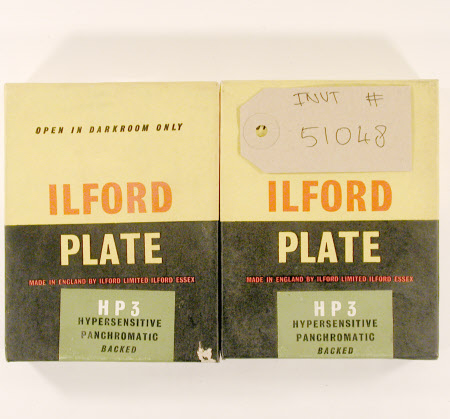 OPEN IN DARKROOM ONLY
ILFORD
PLATE
MADE IN ENGLAND BY ILFORD LIMITED ILFORD ESSEX
HP3
HYPERSENSITIVE
PANCHROMATIC
BACKED
INVT #
51048
ILFORD
PLATE
MADE IN ENGLAND BY ILFORD LIMITED ILFORD ESSEX
HP3
HYPERSENSITIVE
PANCHROMATIC
BACKED